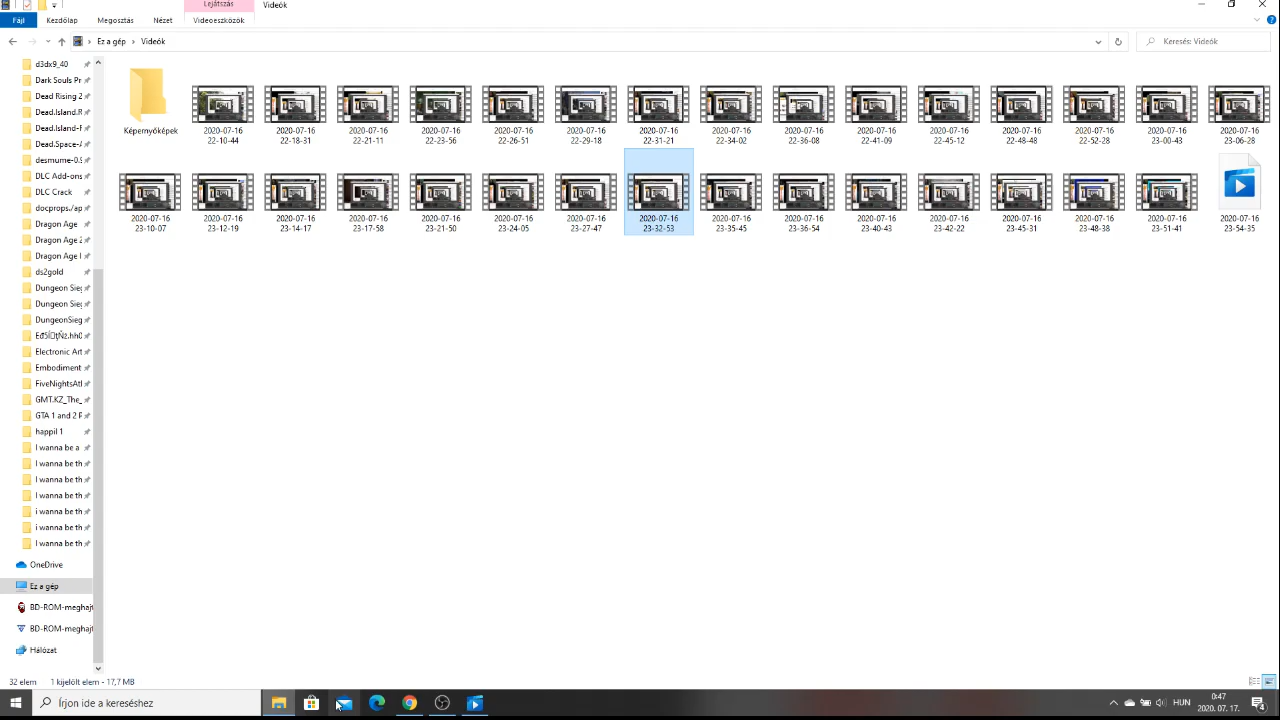 Lejátszás
Videók
Fájl
Kezdőlap
Megosztás
Nézet
Videoeszközök
Ez a gép
Videók
Keresés: Videók
d3dx9_40
Dark Souls Pr
Dead Rising 2
Dead.Island.R
Dead.Island-F
Dead.Space-A
desmume-0.9
DLC Add-ons
DLC Crack
docprops./ap
Dragon Age
Dragon Age 2
Dragon Age I
ds2gold
Dungeon Sieg
Dungeon Sieg
DungeonSieg
Electronic Art
Embodiment
FiveNightsAtl
GMT.KZ_The_
GTA 1 and 2 F
happil 1
I wanna be a
I wanna be th
I wanna be th
I wanna be th
i wanna be th
i wanna be th
I wanna be th
OneDrive
Ez a gép
BD-ROM-meghajt
BD-ROM-meghajt
Hálózat
Képernyőképek
2020-07-16
22-10-44
2020-07-16
22-18-31
2020-07-16
22-21-11
2020-07-16
22-23-56
2020-07-16
22-26-51
2020-07-16
22-29-18
2020-07-16
22-31-21
2020-07-16
22-34-02
2020-07-16
22-36-08
2020-07-16
22-41-09
2020-07-16
22-45-12
2020-07-16
22-48-48
2020-07-16
22-52-28
2020-07-16
23-00-43
2020-07-16
23-06-28
2020-07-16
23-10-07
2020-07-16
23-12-19
2020-07-16
23-14-17
2020-07-16
23-17-58
2020-07-16
23-21-50
2020-07-16
23-24-05
2020-07-16
23-27-47
2020-07-16
23-32-53
2020-07-16
23-35-45
2020-07-16
23-36-54
2020-07-16
23-40-43
2020-07-16
23-42-22
2020-07-16
23-45-31
2020-07-16
23-48-38
2020-07-16
23-51-41
2020-07-16
23-54-35
32 elem
1 kijelölt elem - 17,7 MB
Írjon ide a kereséshez
HUN
0:47
2020. 07. 17.
4